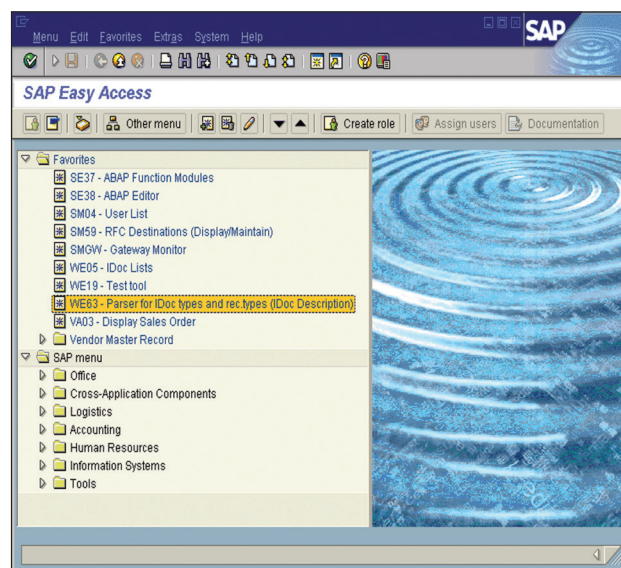 Menu Edit Favorites Extras System Help
SAP
SAP Easy Access
Other menu Create role Assign users Documentation
Favorites
SE37 - ABAP Function Modules
SE38 - ABAP Editor
SM04 - User List
SM59 - RFC Destinations (Display/Maintain)
SMGW - Gateway Monitor
WE05 - IDoc Lists
WE19 - Test tool
WE63 - Parser for IDoc types and rec.types (IDoc Description)
VA03 - Display Sales Order
Vendor Master Record
SAP menu
Office
Cross-Application Components
Logistics
Accounting
Human Resources
Information Systems
Tools